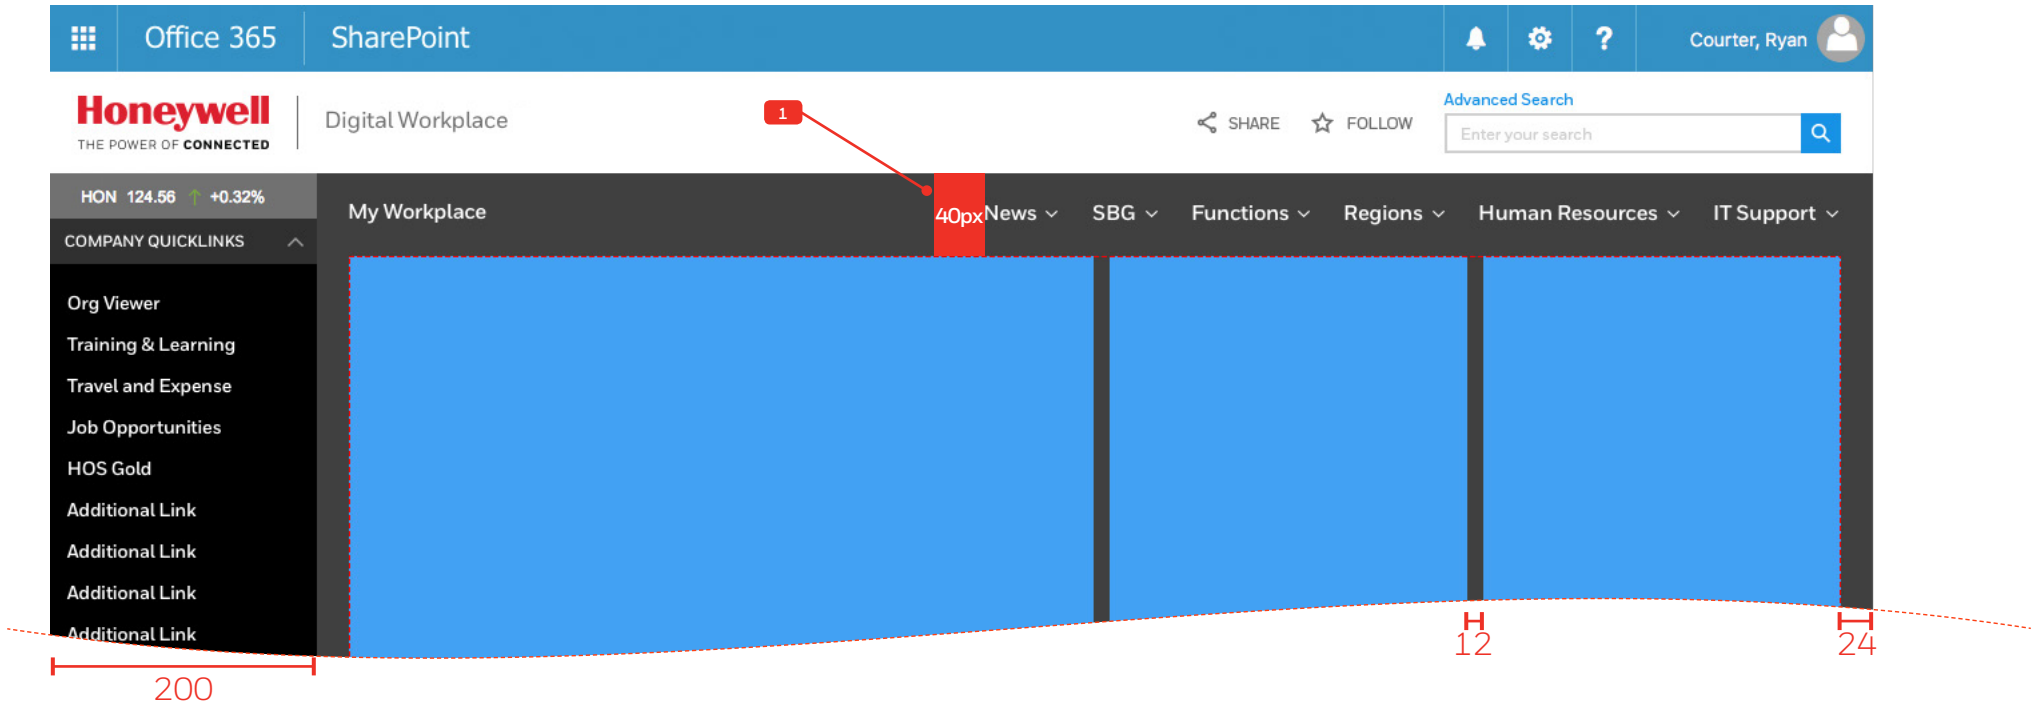 Office 365 SharePoint ? Courter, Ryan
Honeywell
THE POWER OF CONNECTED
Digital Workplace
1
SHARE FOLLOW
Advanced Search
Enter your search
HON 124.56 ↑ +0.32%
COMPANY QUICKLINKS
My Workplace
40px
News SBG Functions Regions Human Resources IT Support
Org Viewer
Training & Learning
Travel and Expense
Job Opportunities
HOS Gold
Additional Link
Additional Link
Additional Link
Additional Link
200
12
24